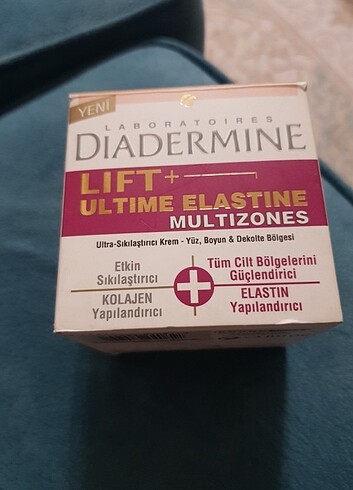 YENİ
LABORATOIRES
DIADERMINE
LIFT+
ULTIME ELASTINE
MULTIZONES
Ultra-Sıkılaştırıcı Krem - Yüz, Boyun & Dekolte Bölgesi
Etkin
Sıkılaştırıcı
Tüm Cilt Bölgelerini
Güçlendirici
KOLAJEN
Yapılandırıcı
ELASTIN
Yapılandırıcı